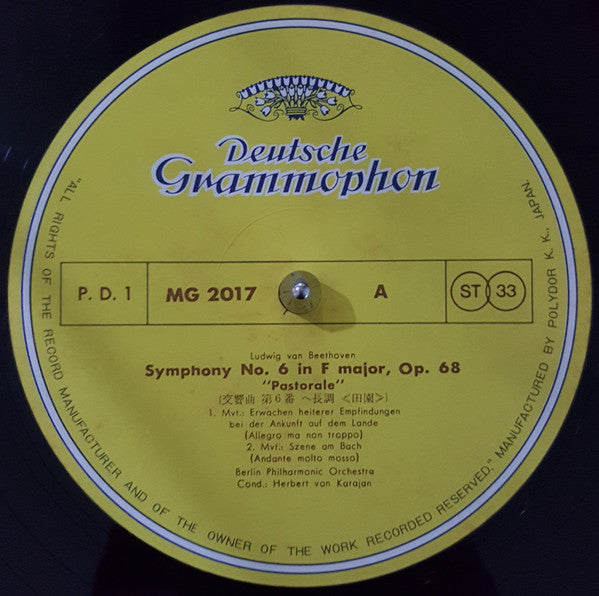 Deutsche
Grammophon
P. D. 1
MG 2017
A
ST 33
Ludwig van Beethoven
Symphony No. 6 in F major, Op. 68
"Pastorale"
(交響曲 第6番 ヘ長調 <田園>)
1. Mvt.: Erwachen heiterer Empfindungen
bei der Ankunft auf dem Lande
(Allegro ma non troppo)
2. Mvt.: Szene am Bach
(Andante molto mosso)
Berlin Philharmonic Orchestra
Cond.: Herbert von Karajan
"ALL RIGHTS OF THE RECORD MANUFACTURER AND OF THE OWNER OF THE WORK RECORDED RESERVED." MANUFACTURED BY POLYDOR K. K., JAPAN.